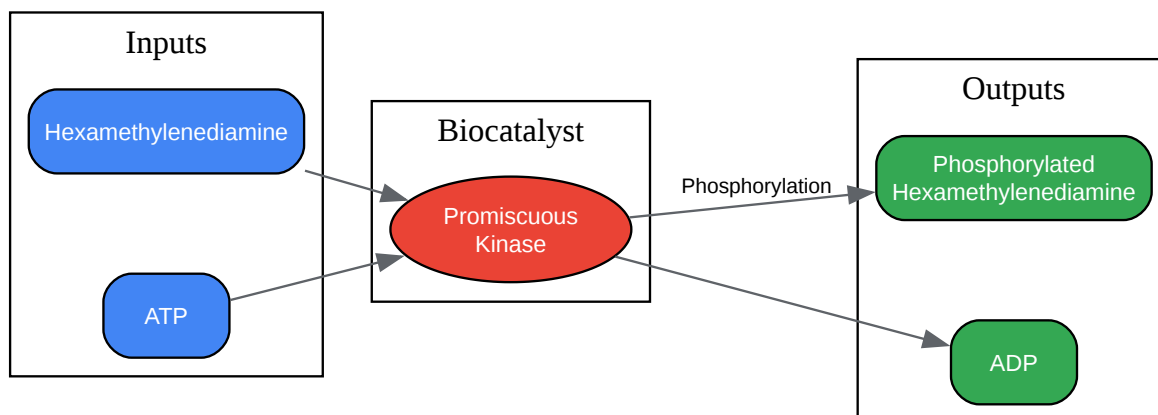 Inputs
Hexamethylenediamine
ATP
Biocatalyst
Promiscuous
Kinase
Phosphorylation
Outputs
Phosphorylated
Hexamethylenediamine
ADP